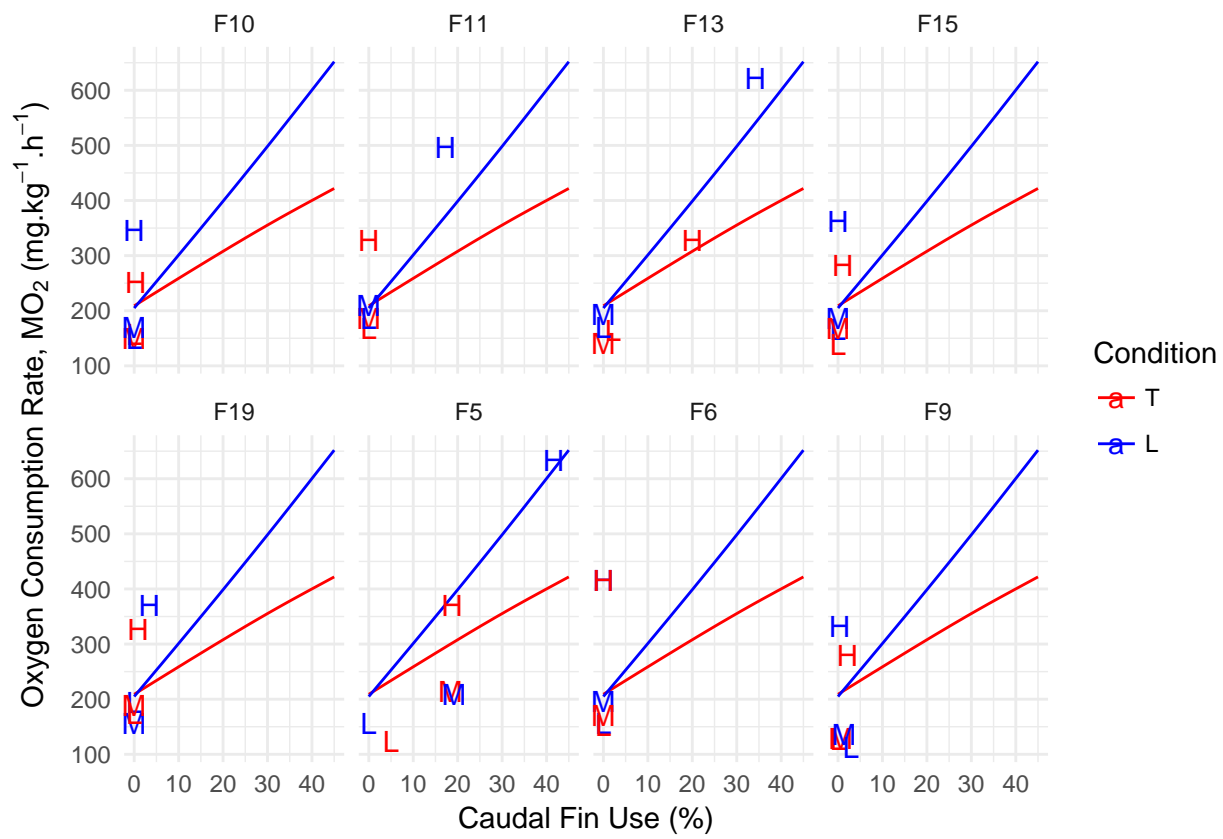 F10 F11 F13 F15
Oxygen Consumption Rate, MO₂ (mg.kg⁻¹.h⁻¹)
600
500
400
300
200
100
H H M L M L
H H M M L L
H H M L M L
H H M M L L
Condition
a T
a L
F19 F5 F6 F9
600
500
400
300
200
100
H H L M L M
H H M M L L
H M M L L
H H M M L L
0 10 20 30 40 0 10 20 30 40 0 10 20 30 40 0 10 20 30 40
Caudal Fin Use (%)